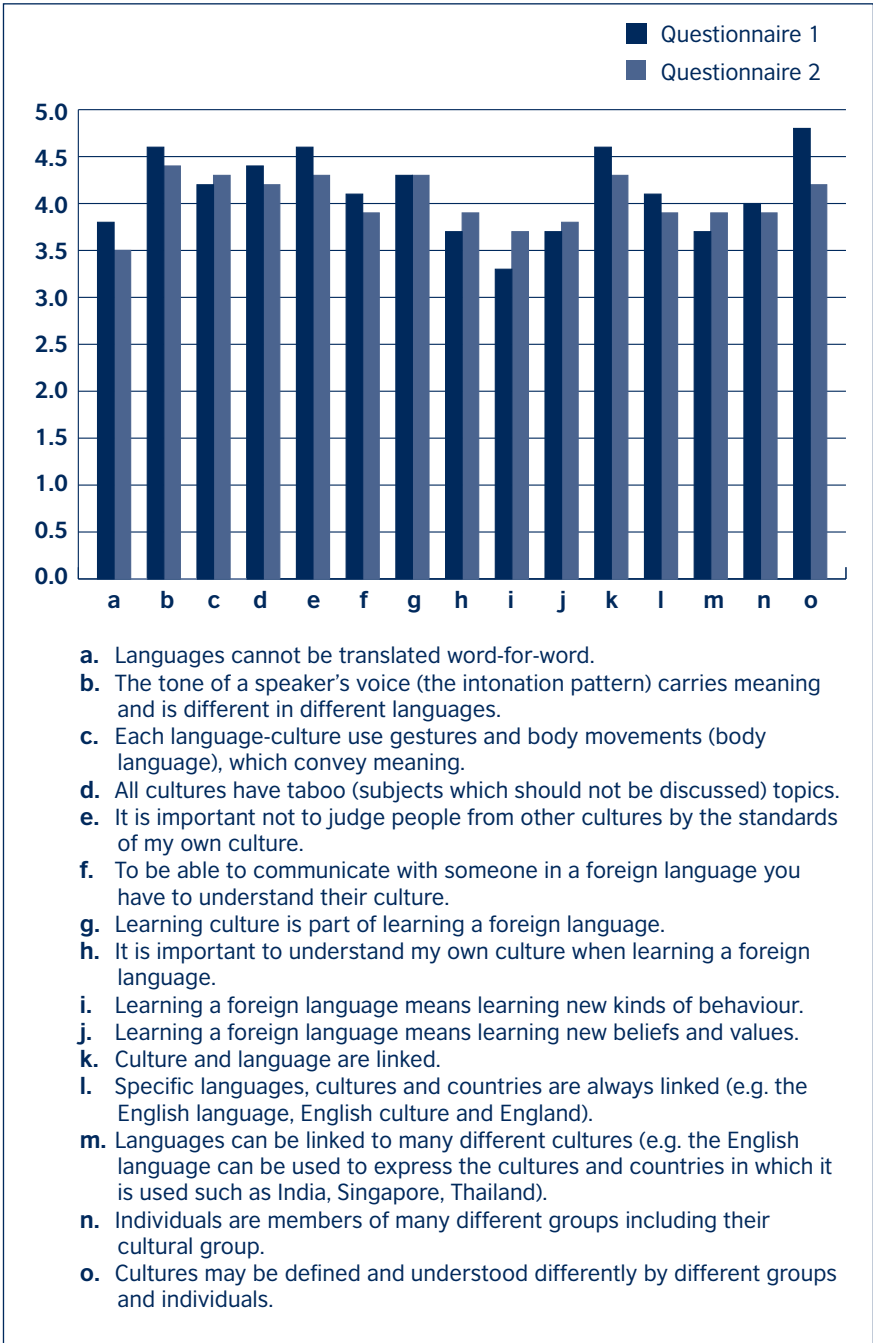 Questionnaire 1
Questionnaire 2
5.0
4.5
4.0
3.5
3.0
2.5
2.0
1.5
1.0
0.5
0.0
a b c d e f g h i j k l m n o
a. Languages cannot be translated word-for-word.
b. The tone of a speaker’s voice (the intonation pattern) carries meaning
and is different in different languages.
c. Each language-culture use gestures and body movements (body
language), which convey meaning.
d. All cultures have taboo (subjects which should not be discussed) topics.
e. It is important not to judge people from other cultures by the standards
of my own culture.
f. To be able to communicate with someone in a foreign language you
have to understand their culture.
g. Learning culture is part of learning a foreign language.
h. It is important to understand my own culture when learning a foreign
language.
i. Learning a foreign language means learning new kinds of behaviour.
j. Learning a foreign language means learning new beliefs and values.
k. Culture and language are linked.
l. Specific languages, cultures and countries are always linked (e.g. the
English language, English culture and England).
m. Languages can be linked to many different cultures (e.g. the English
language can be used to express the cultures and countries in which it
is used such as India, Singapore, Thailand).
n. Individuals are members of many different groups including their
cultural group.
o. Cultures may be defined and understood differently by different groups
and individuals.